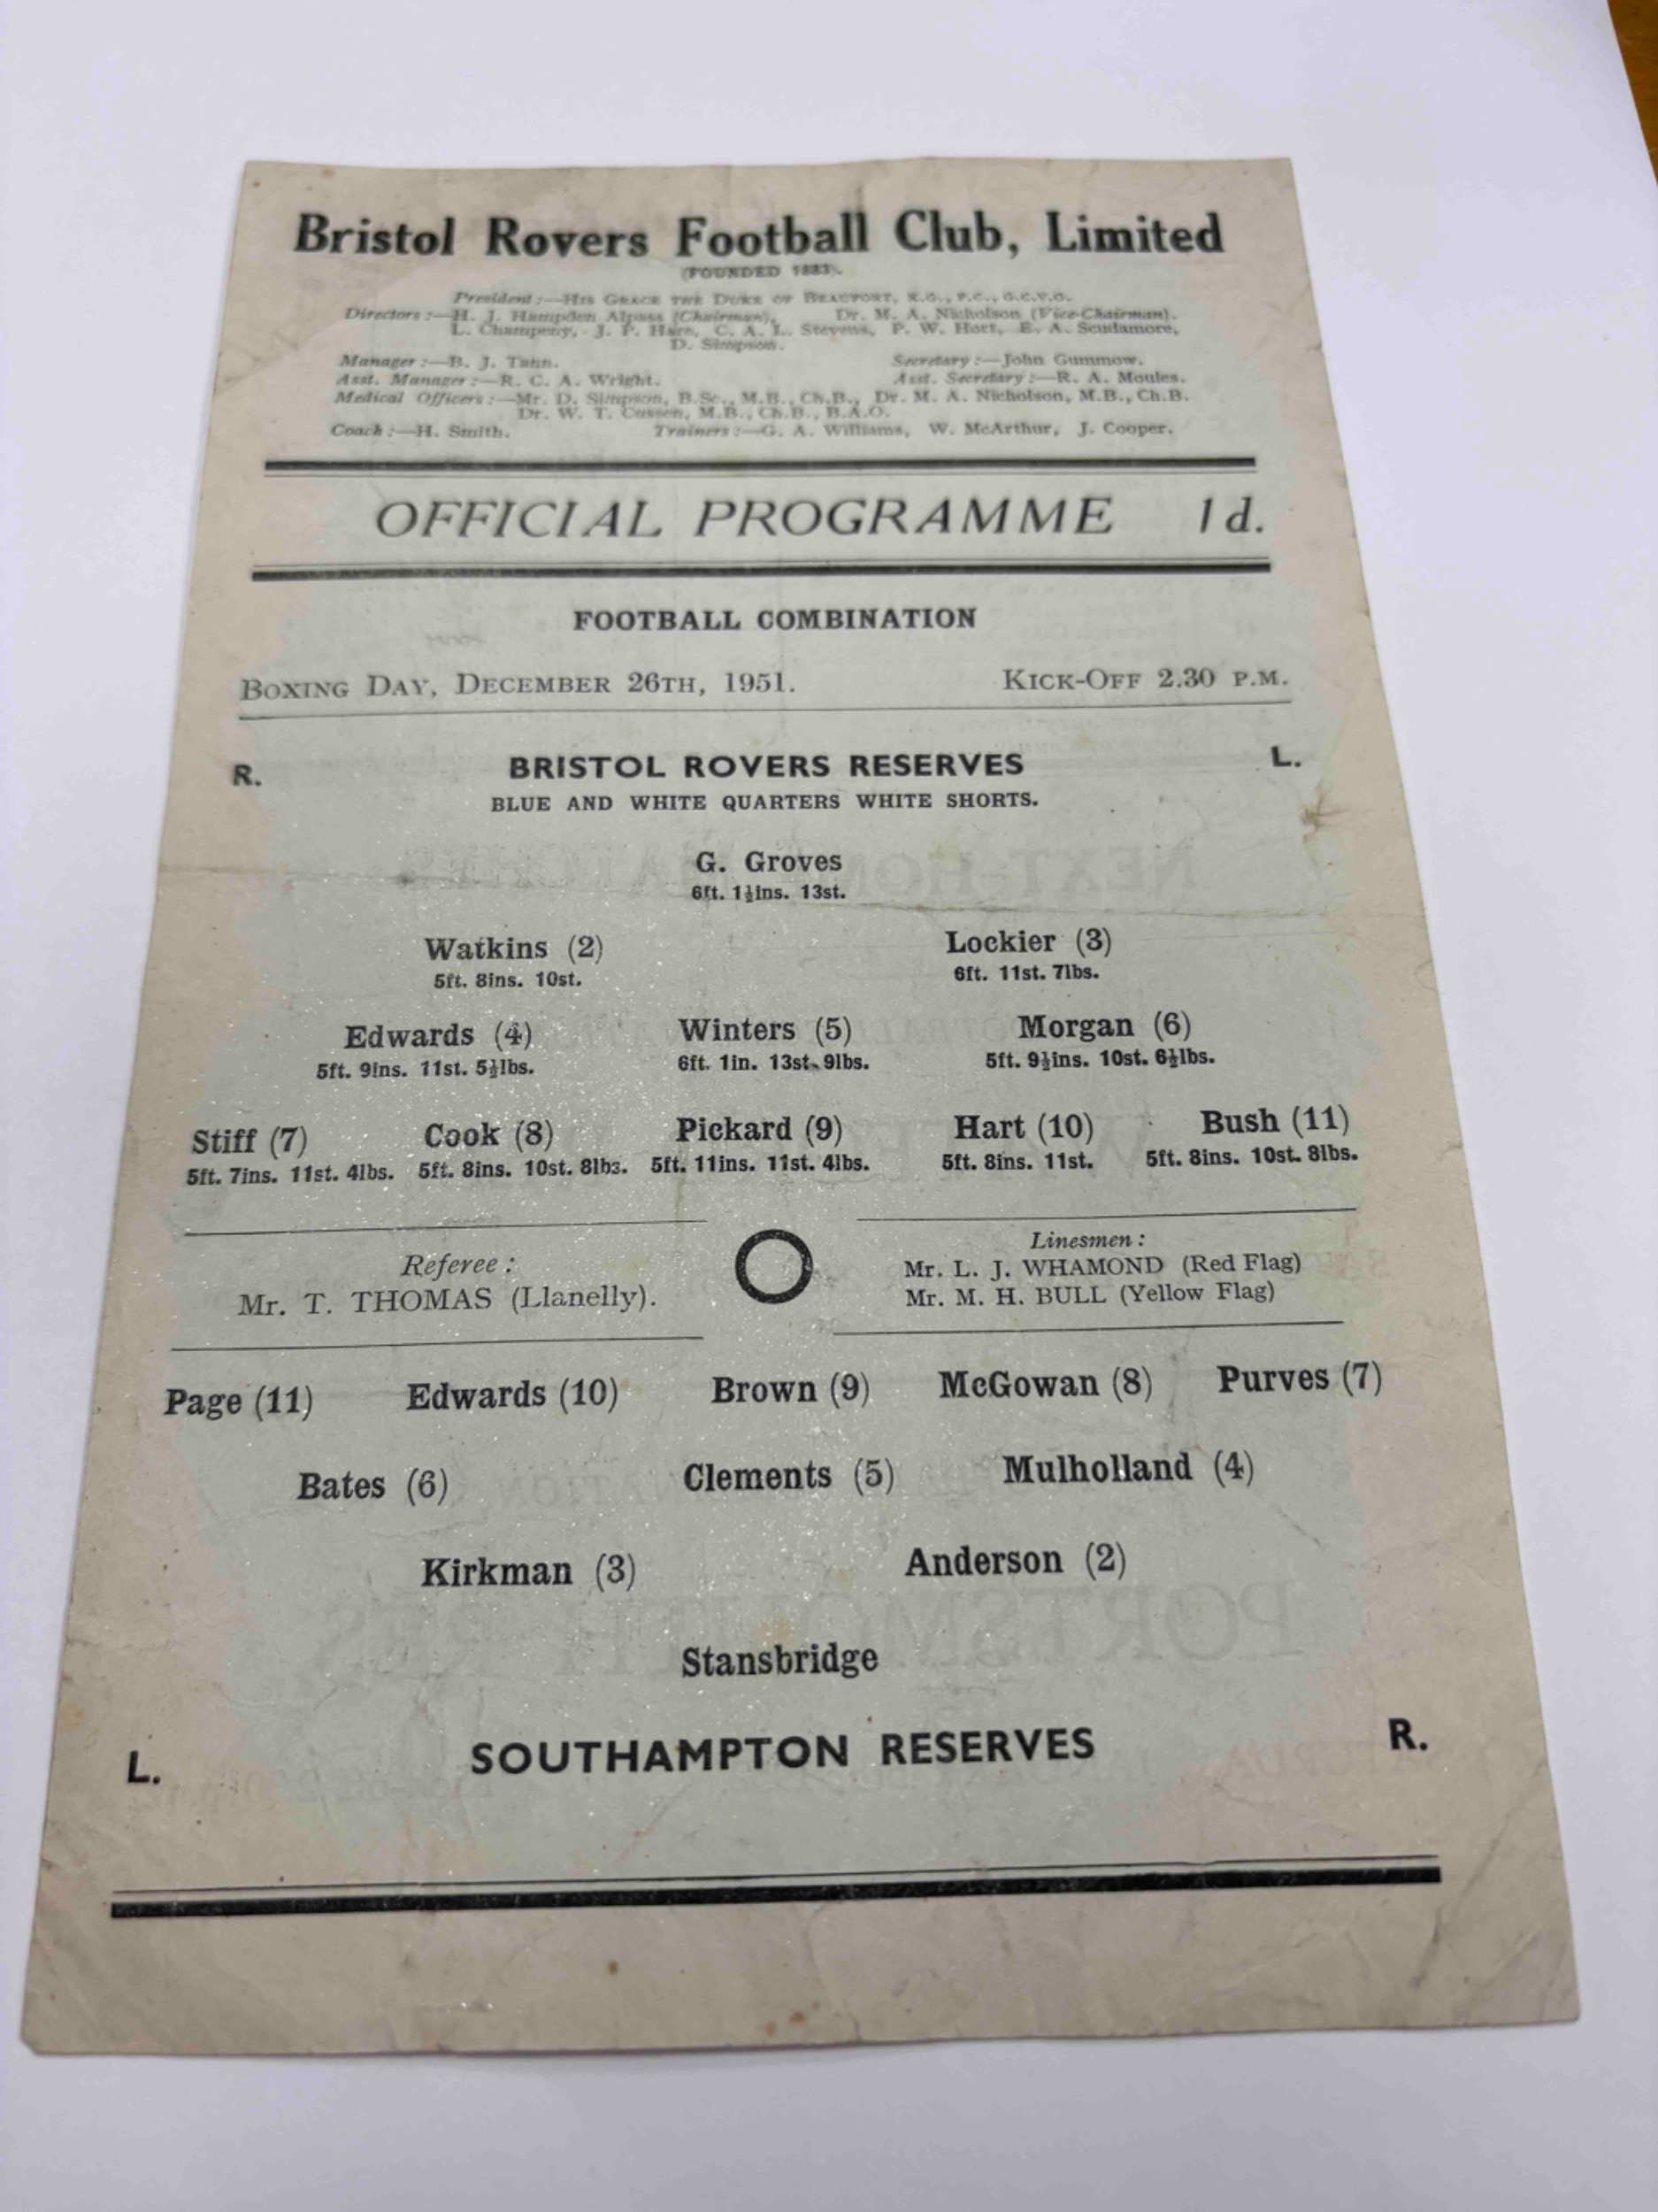 Bristol Rovers Football Club, Limited
(FOUNDED 1883).
President:—His Grace the Duke of Beaufort, K.G., P.C., G.C.V.O.
Directors:—H. J. Hampden Alpass (Chairman), Dr. M. A. Nicholson (Vice-Chairman).
L. Champeny, J. P. Hare, C. A. L. Stevens, P. W. Hort, E. A. Scudamore,
D. Simpson.
Manager:—B. J. Tann. Secretary:—John Gummow.
Asst. Manager:—R. C. A. Wright. Asst. Secretary:—R. A. Moules.
Medical Officers:—Mr. D. Simpson, B.Sc., M.B., Ch.B., Dr. M. A. Nicholson, M.B., Ch.B.
Dr. W. T. Cussen, M.B., Ch.B., B.A.O.
Coach:—H. Smith. Trainers:—G. A. Williams, W. McArthur, J. Cooper.
OFFICIAL PROGRAMME 1d.
FOOTBALL COMBINATION
Boxing Day, December 26th, 1951. Kick-Off 2.30 p.m.
R. BRISTOL ROVERS RESERVES L.
BLUE AND WHITE QUARTERS WHITE SHORTS.
G. Groves
6ft. 1½ins. 13st.
Watkins (2) Lockier (3)
5ft. 8ins. 10st. 6ft. 11st. 7lbs.
Edwards (4) Winters (5) Morgan (6)
5ft. 9ins. 11st. 5½lbs. 6ft. 1in. 13st. 9lbs. 5ft. 9½ins. 10st. 6½lbs.
Stiff (7) Cook (8) Pickard (9) Hart (10) Bush (11)
5ft. 7ins. 11st. 4lbs. 5ft. 8ins. 10st. 8lbs. 5ft. 11ins. 11st. 4lbs. 5ft. 8ins. 11st. 5ft. 8ins. 10st. 8lbs.
Referee:
Mr. T. THOMAS (Llanelly).
Linesmen:
Mr. L. J. WHAMOND (Red Flag)
Mr. M. H. BULL (Yellow Flag)
Page (11) Edwards (10) Brown (9) McGowan (8) Purves (7)
Bates (6) Clements (5) Mulholland (4)
Kirkman (3) Anderson (2)
Stansbridge
L. SOUTHAMPTON RESERVES R.